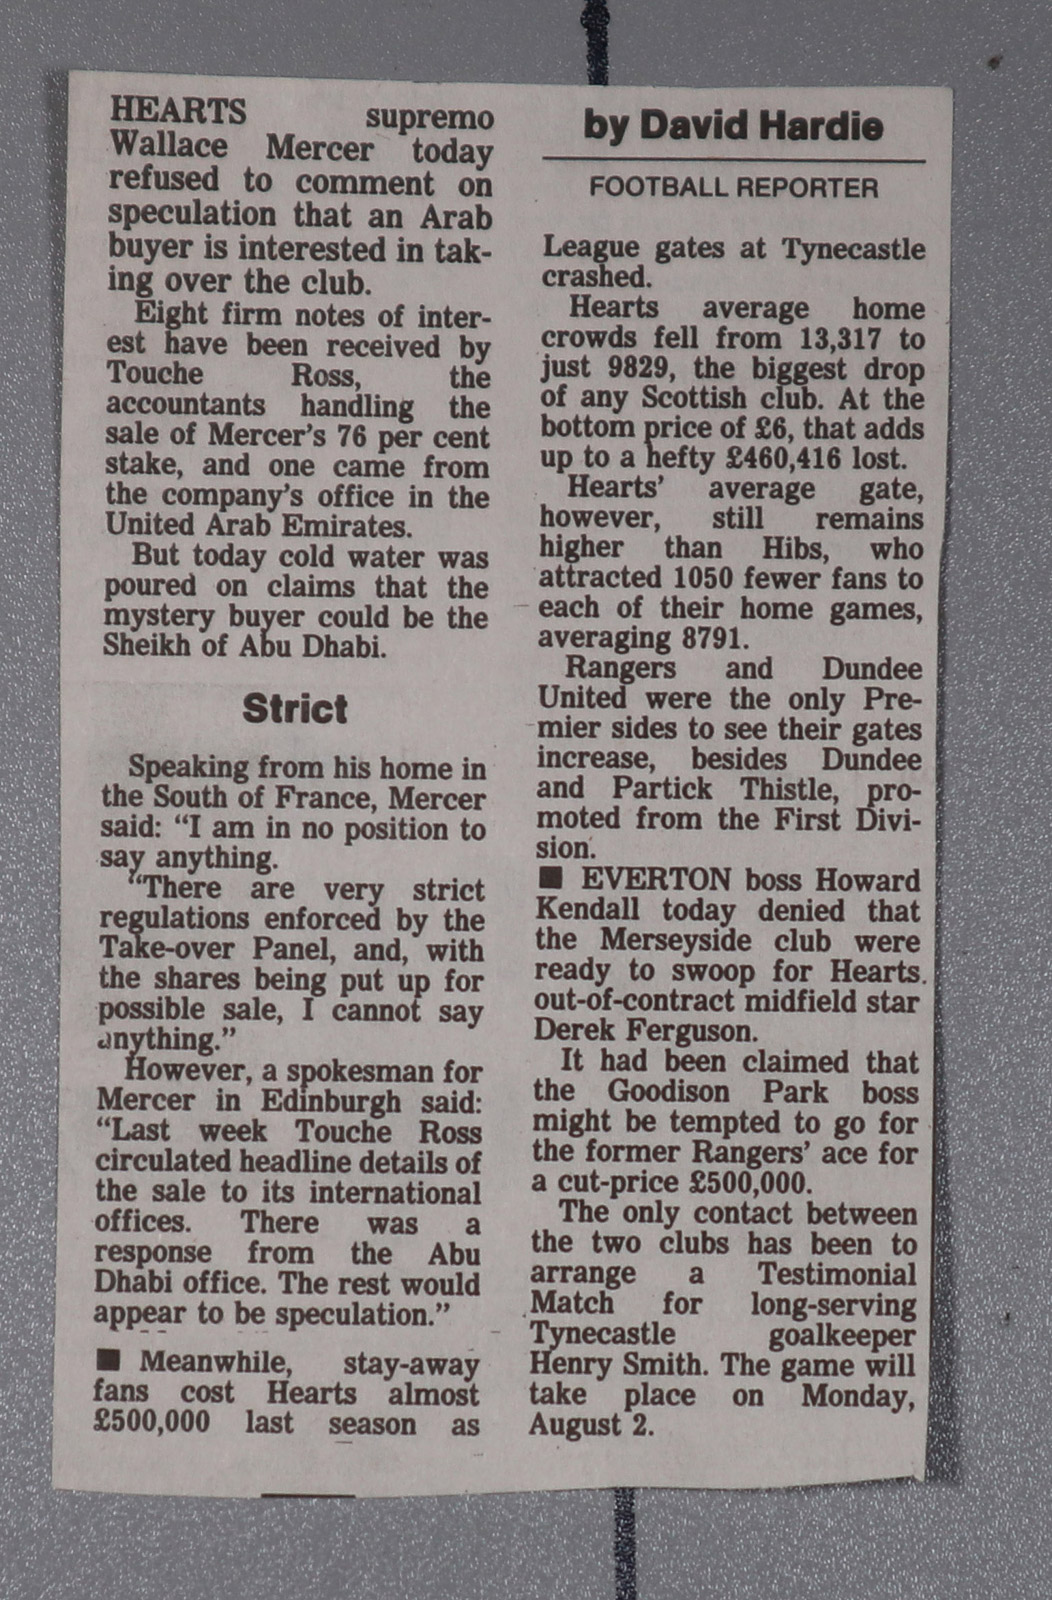 HEARTS supremo
Wallace Mercer today
refused to comment on
speculation that an Arab
buyer is interested in tak-
ing over the club.
Eight firm notes of inter-
est have been received by
Touche Ross, the
accountants handling the
sale of Mercer's 76 per cent
stake, and one came from
the company's office in the
United Arab Emirates.
But today cold water was
poured on claims that the
mystery buyer could be the
Sheikh of Abu Dhabi.
Strict
Speaking from his home in
the South of France, Mercer
said: “I am in no position to
say anything.
“There are very strict
regulations enforced by the
Take-over Panel, and, with
the shares being put up for
possible sale, I cannot say
anything.”
However, a spokesman for
Mercer in Edinburgh said:
“Last week Touche Ross
circulated headline details of
the sale to its international
offices. There was a
response from the Abu
Dhabi office. The rest would
appear to be speculation.”
■ Meanwhile, stay-away
fans cost Hearts almost
£500,000 last season as
by David Hardie
FOOTBALL REPORTER
League gates at Tynecastle
crashed.
Hearts average home
crowds fell from 13,317 to
just 9829, the biggest drop
of any Scottish club. At the
bottom price of £6, that adds
up to a hefty £460,416 lost.
Hearts' average gate,
however, still remains
higher than Hibs, who
attracted 1050 fewer fans to
each of their home games,
averaging 8791.
Rangers and Dundee
United were the only Pre-
mier sides to see their gates
increase, besides Dundee
and Partick Thistle, pro-
moted from the First Divi-
sion.
■ EVERTON boss Howard
Kendall today denied that
the Merseyside club were
ready to swoop for Hearts
out-of-contract midfield star
Derek Ferguson.
It had been claimed that
the Goodison Park boss
might be tempted to go for
the former Rangers' ace for
a cut-price £500,000.
The only contact between
the two clubs has been to
arrange a Testimonial
Match for long-serving
Tynecastle goalkeeper
Henry Smith. The game will
take place on Monday,
August 2.